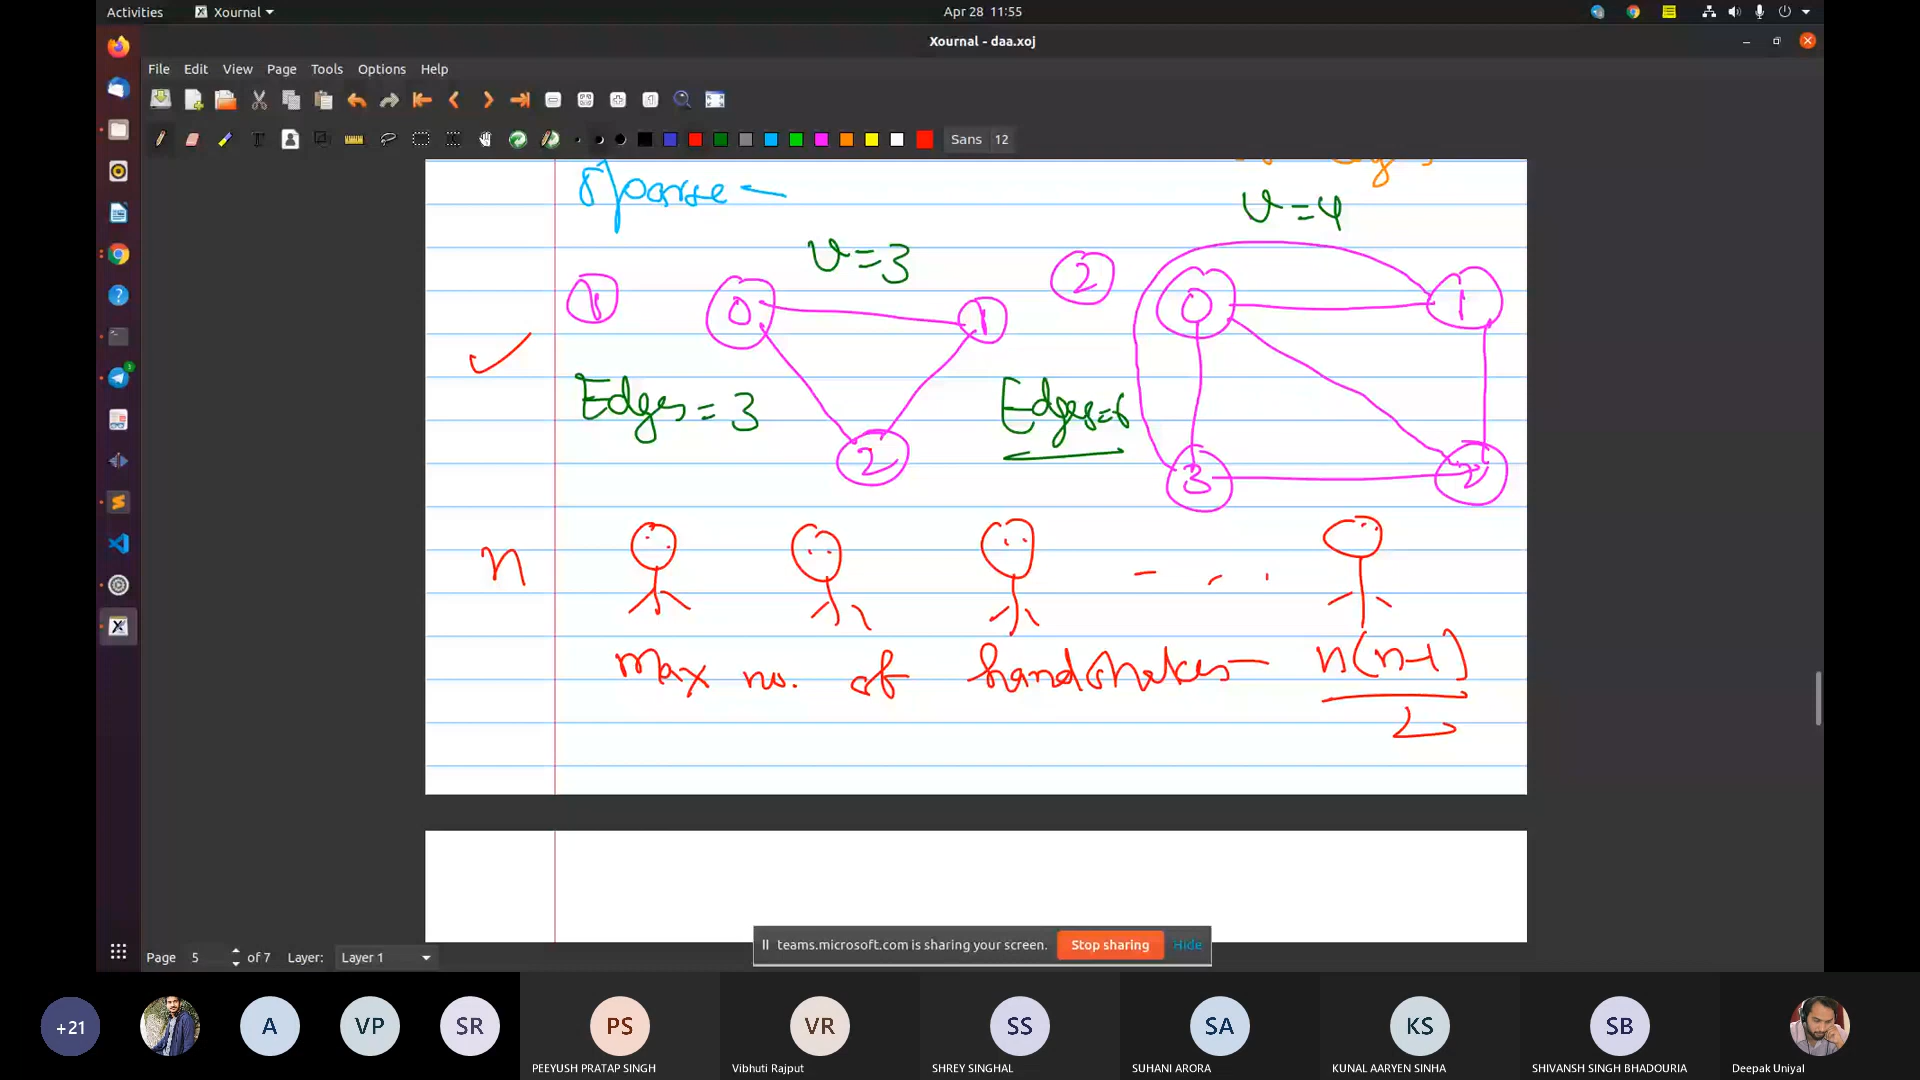 Activities Xournal Apr 28 11:55
Xournal - daa.xoj
File Edit View Page Tools Options Help
Sans 12
Sparse –
v=4
v=3
1 0 1 2 0 1
Edges = 3 Edges=6
2 3 2
n - . . .
Max no. of handshakes – n(n-1)
2
teams.microsoft.com is sharing your screen. Stop sharing Hide
Page 5 of 7 Layer: Layer 1
+21 A VP SR PS VR SS SA KS SB
PEEYUSH PRATAP SINGH Vibhuti Rajput SHREY SINGHAL SUHANI ARORA KUNAL AARYEN SINHA SHIVANSH SINGH BHADOURIA Deepak Uniyal